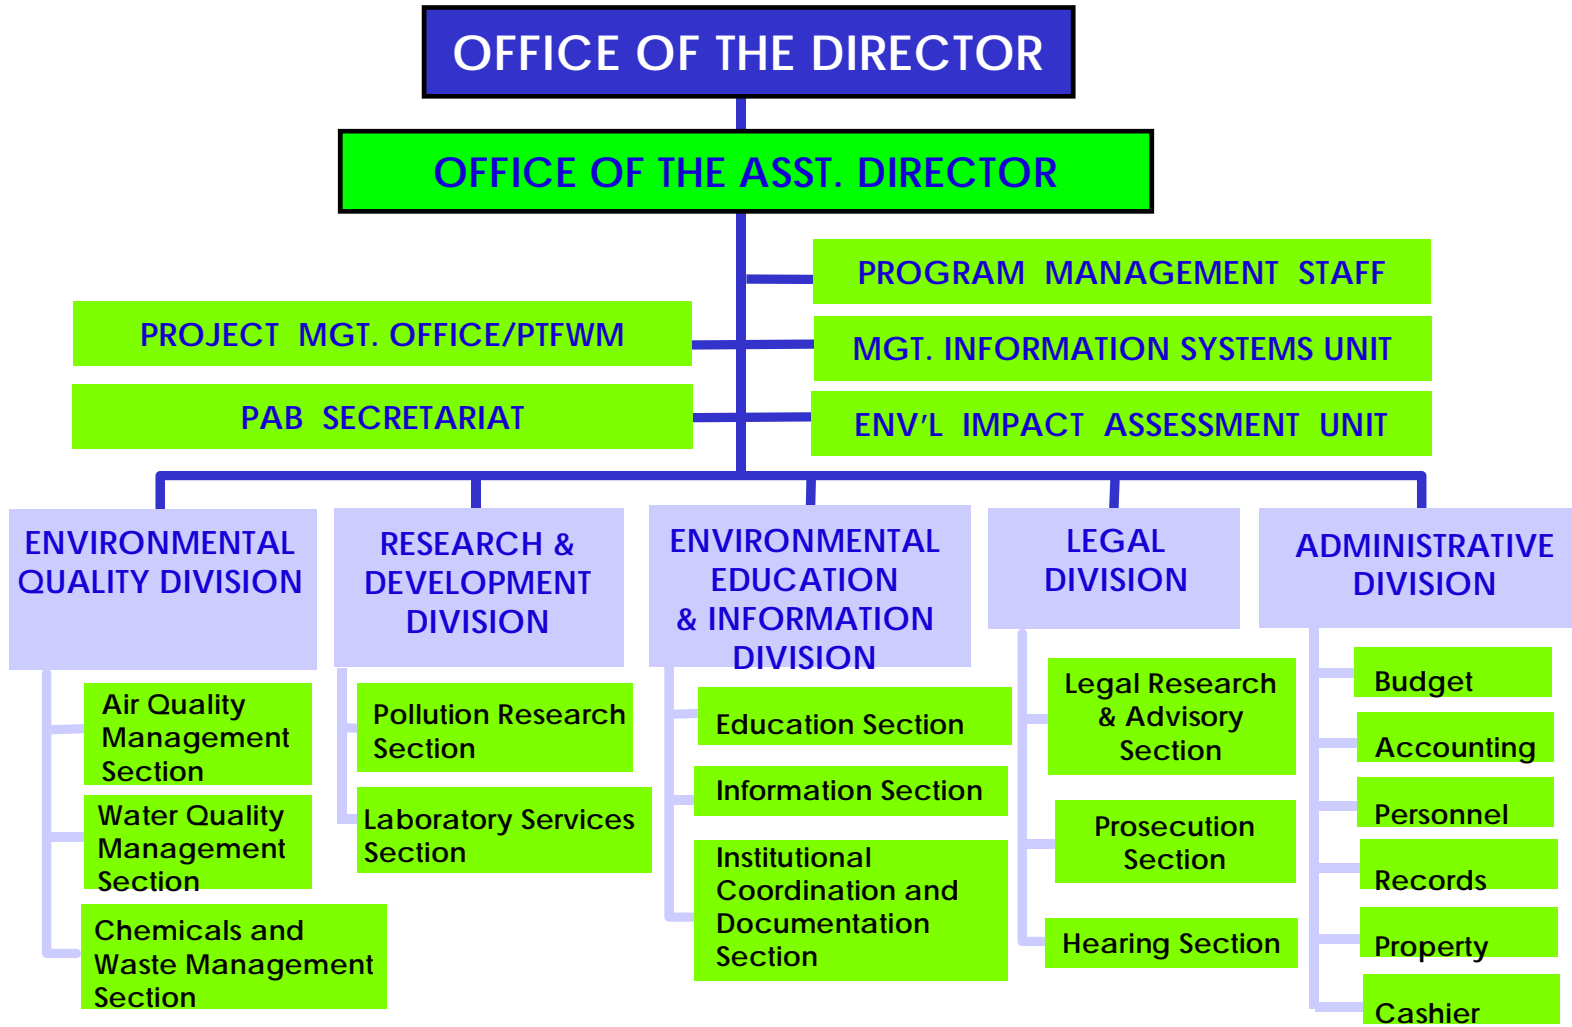 OFFICE OF THE DIRECTOR
OFFICE OF THE ASST. DIRECTOR
PROGRAM MANAGEMENT STAFF
PROJECT MGT. OFFICE/PTFWM
MGT. INFORMATION SYSTEMS UNIT
PAB SECRETARIAT
ENV'L IMPACT ASSESSMENT UNIT
ENVIRONMENTAL
QUALITY DIVISION
Air Quality
Management
Section
Water Quality
Management
Section
Chemicals and
Waste Management
Section
RESEARCH &
DEVELOPMENT
DIVISION
Pollution Research
Section
Laboratory Services
Section
ENVIRONMENTAL
EDUCATION
& INFORMATION
DIVISION
Education Section
Information Section
Institutional
Coordination and
Documentation
Section
LEGAL
DIVISION
Legal Research
& Advisory
Section
Prosecution
Section
Hearing Section
ADMINISTRATIVE
DIVISION
Budget
Accounting
Personnel
Records
Property
Cashier